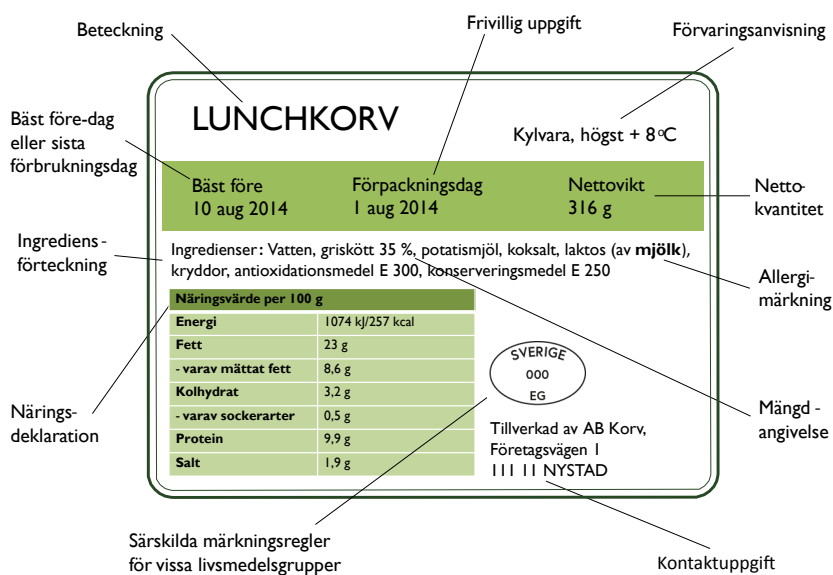 Beteckning
Frivillig uppgift
Förvaringsanvisning
LUNCHKORV
Kylvara, högst + 8 °C
Bäst före-dag
eller sista
förbrukningsdag
Bäst före
10 aug 2014
Förpackningsdag
1 aug 2014
Nettovikt
316 g
Netto-
kvantitet
Ingrediens-
förteckning
Ingredienser: Vatten, griskött 35 %, potatismjöl, koksalt, laktos (av mjölk),
kryddor, antioxidationsmedel E 300, konserveringsmedel E 250
Allergi-
märkning
Näringsvärde per 100 g
Energi 1074 kJ/257 kcal
Fett 23 g
- varav mättat fett 8,6 g
Kolhydrat 3,2 g
- varav sockerarter 0,5 g
Protein 9,9 g
Salt 1,9 g
Närings-
deklaration
SVERIGE
000
EG
Mängd-
angivelse
Tillverkad av AB Korv,
Företagsvägen 1
111 11 NYSTAD
Särskilda märkningsregler
för vissa livsmedelsgrupper
Kontaktuppgift